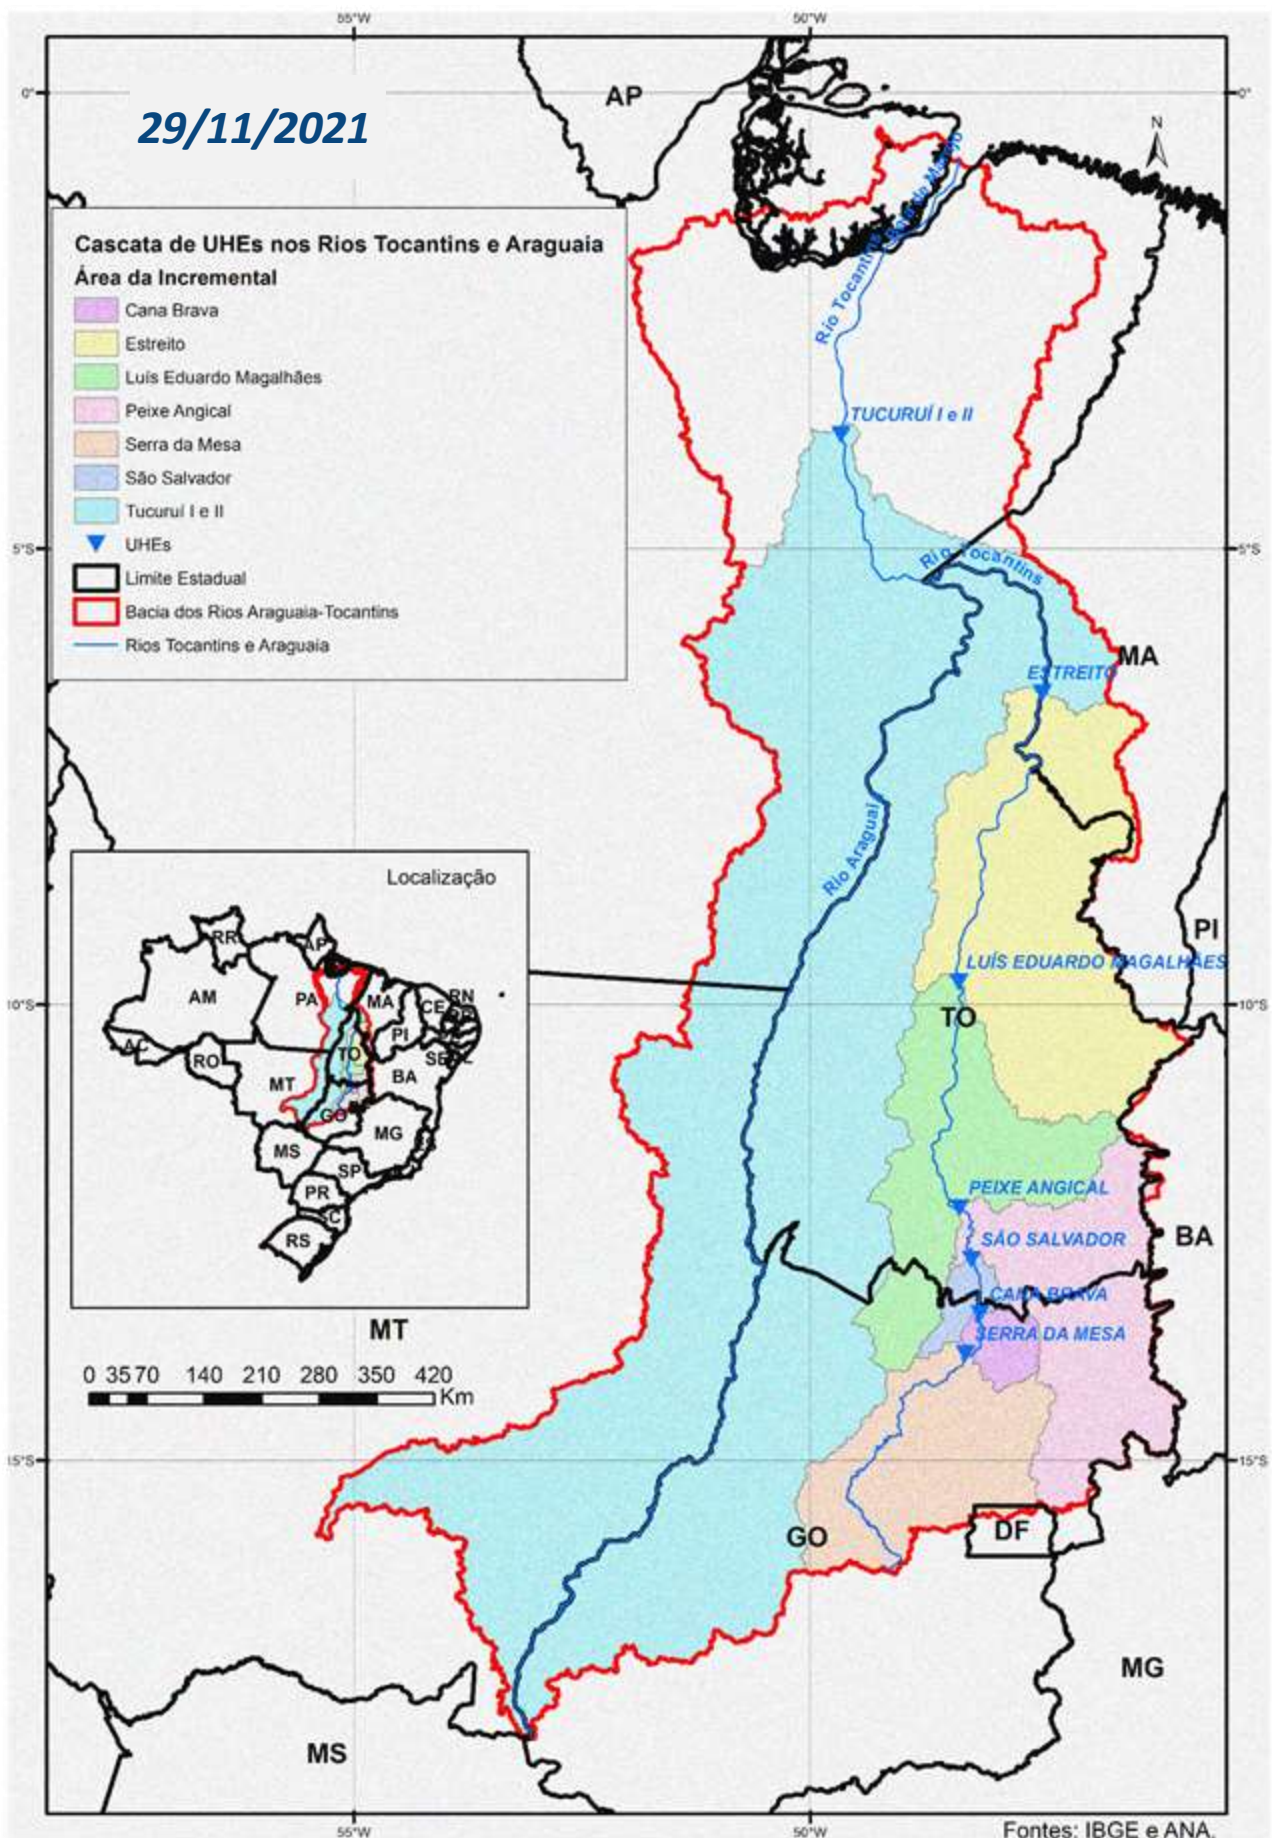 55°W
50°W
0°
0°
AP
29/11/2021
N
Cascata de UHEs nos Rios Tocantins e Araguaia
Área da Incremental
Cana Brava
Estreito
Luís Eduardo Magalhães
Peixe Angical
Serra da Mesa
São Salvador
Tucuruí I e II
UHEs
Limite Estadual
Bacia dos Rios Araguaia-Tocantins
Rios Tocantins e Araguaia
Rio Tocantins
TUCURUÍ I e II
5°S
5°S
Rio Tocantins
MA
ESTREITO
Rio Araguai
PI
LUÍS EDUARDO MAGALHÃES
10°S
10°S
TO
Localização
RR
AP
AM
PA
MA
CE
RN
PI
AC
RO
TO
SE
MT
BA
GO
MG
MS
SP
PR
SC
RS
PEIXE ANGICAL
SÃO SALVADOR
BA
CANA BRAVA
SERRA DA MESA
MT
0 35 70 140 210 280 350 420
Km
15°S
15°S
GO
DF
MG
MS
55°W
50°W
Fontes: IBGE e ANA.